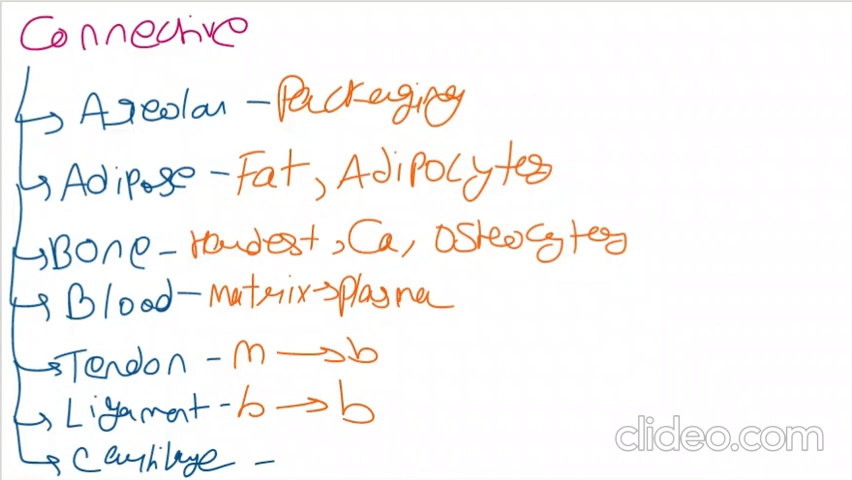 Connective
Areolar - Packaging
Adipose - Fat, Adipocytes
Bone - Hardest, Ca, Osteocytes
Blood - matrix → plasma
Tendon - m → b
Ligament - b → b
Cartilage -
clideo.com